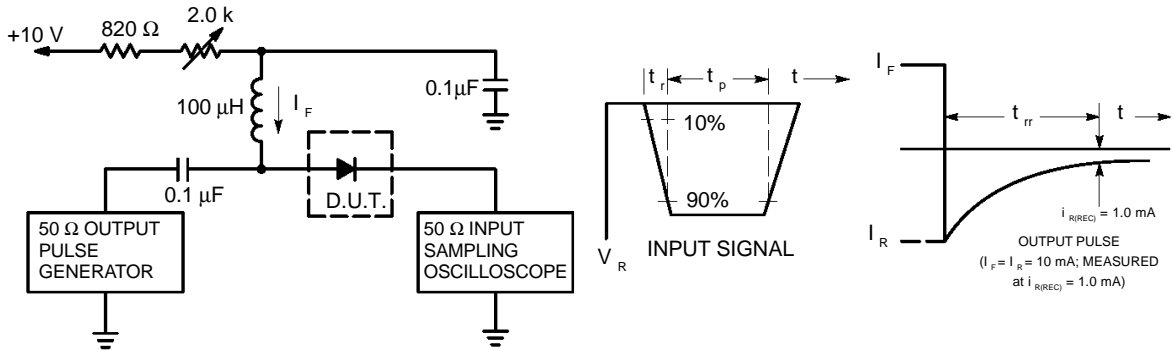 +10 V
820 Ω
2.0 k
100 μH
I F
0.1μF
0.1 μF
D.U.T.
50 Ω OUTPUT
PULSE
GENERATOR
50 Ω INPUT
SAMPLING
OSCILLOSCOPE
t r
t p
t
10%
90%
V R
INPUT SIGNAL
I F
t rr
t
I R
i R(REC) = 1.0 mA
OUTPUT PULSE
(I F = I R = 10 mA; MEASURED
at i R(REC) = 1.0 mA)